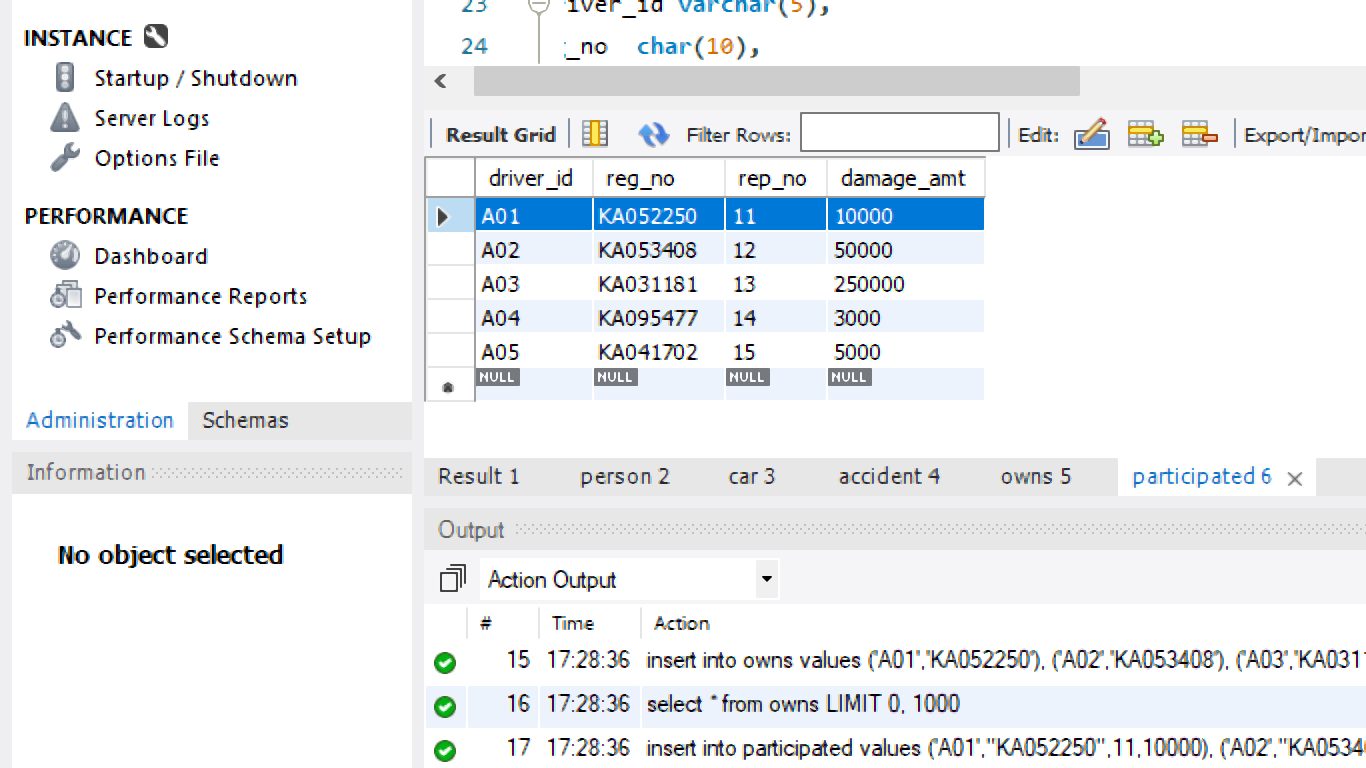 INSTANCE
Startup / Shutdown
Server Logs
Options File
PERFORMANCE
Dashboard
Performance Reports
Performance Schema Setup
Administration Schemas
Information
No object selected
23 iver_id varchar(5),
24 _no char(10),
Result Grid Filter Rows: Edit: Export/Impor
driver_id reg_no rep_no damage_amt
A01 KA052250 11 10000
A02 KA053408 12 50000
A03 KA031181 13 250000
A04 KA095477 14 3000
A05 KA041702 15 5000
NULL NULL NULL NULL
Result 1 person 2 car 3 accident 4 owns 5 participated 6
Output
Action Output
# Time Action
15 17:28:36 insert into owns values ('A01','KA052250'), ('A02','KA053408'), ('A03','KA031
16 17:28:36 select * from owns LIMIT 0, 1000
17 17:28:36 insert into participated values ('A01',"KA052250",11,10000), ('A02',"KA0534